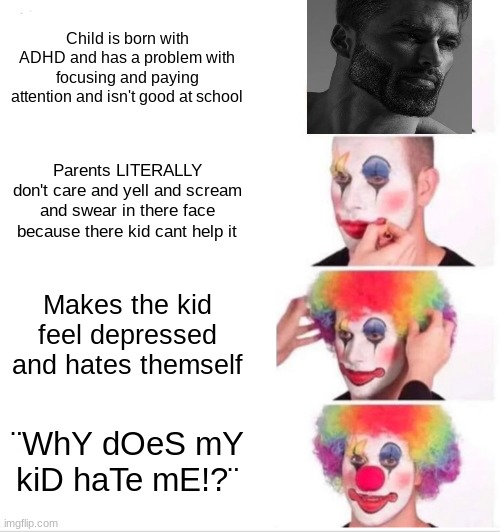 Child is born with
ADHD and has a problem with
focusing and paying
attention and isn't good at school
Parents LITERALLY
don't care and yell and scream
and swear in there face
because there kid cant help it
Makes the kid
feel depressed
and hates themself
¨WhY dOeS mY
kiD haTe mE!?¨
imgflip.com